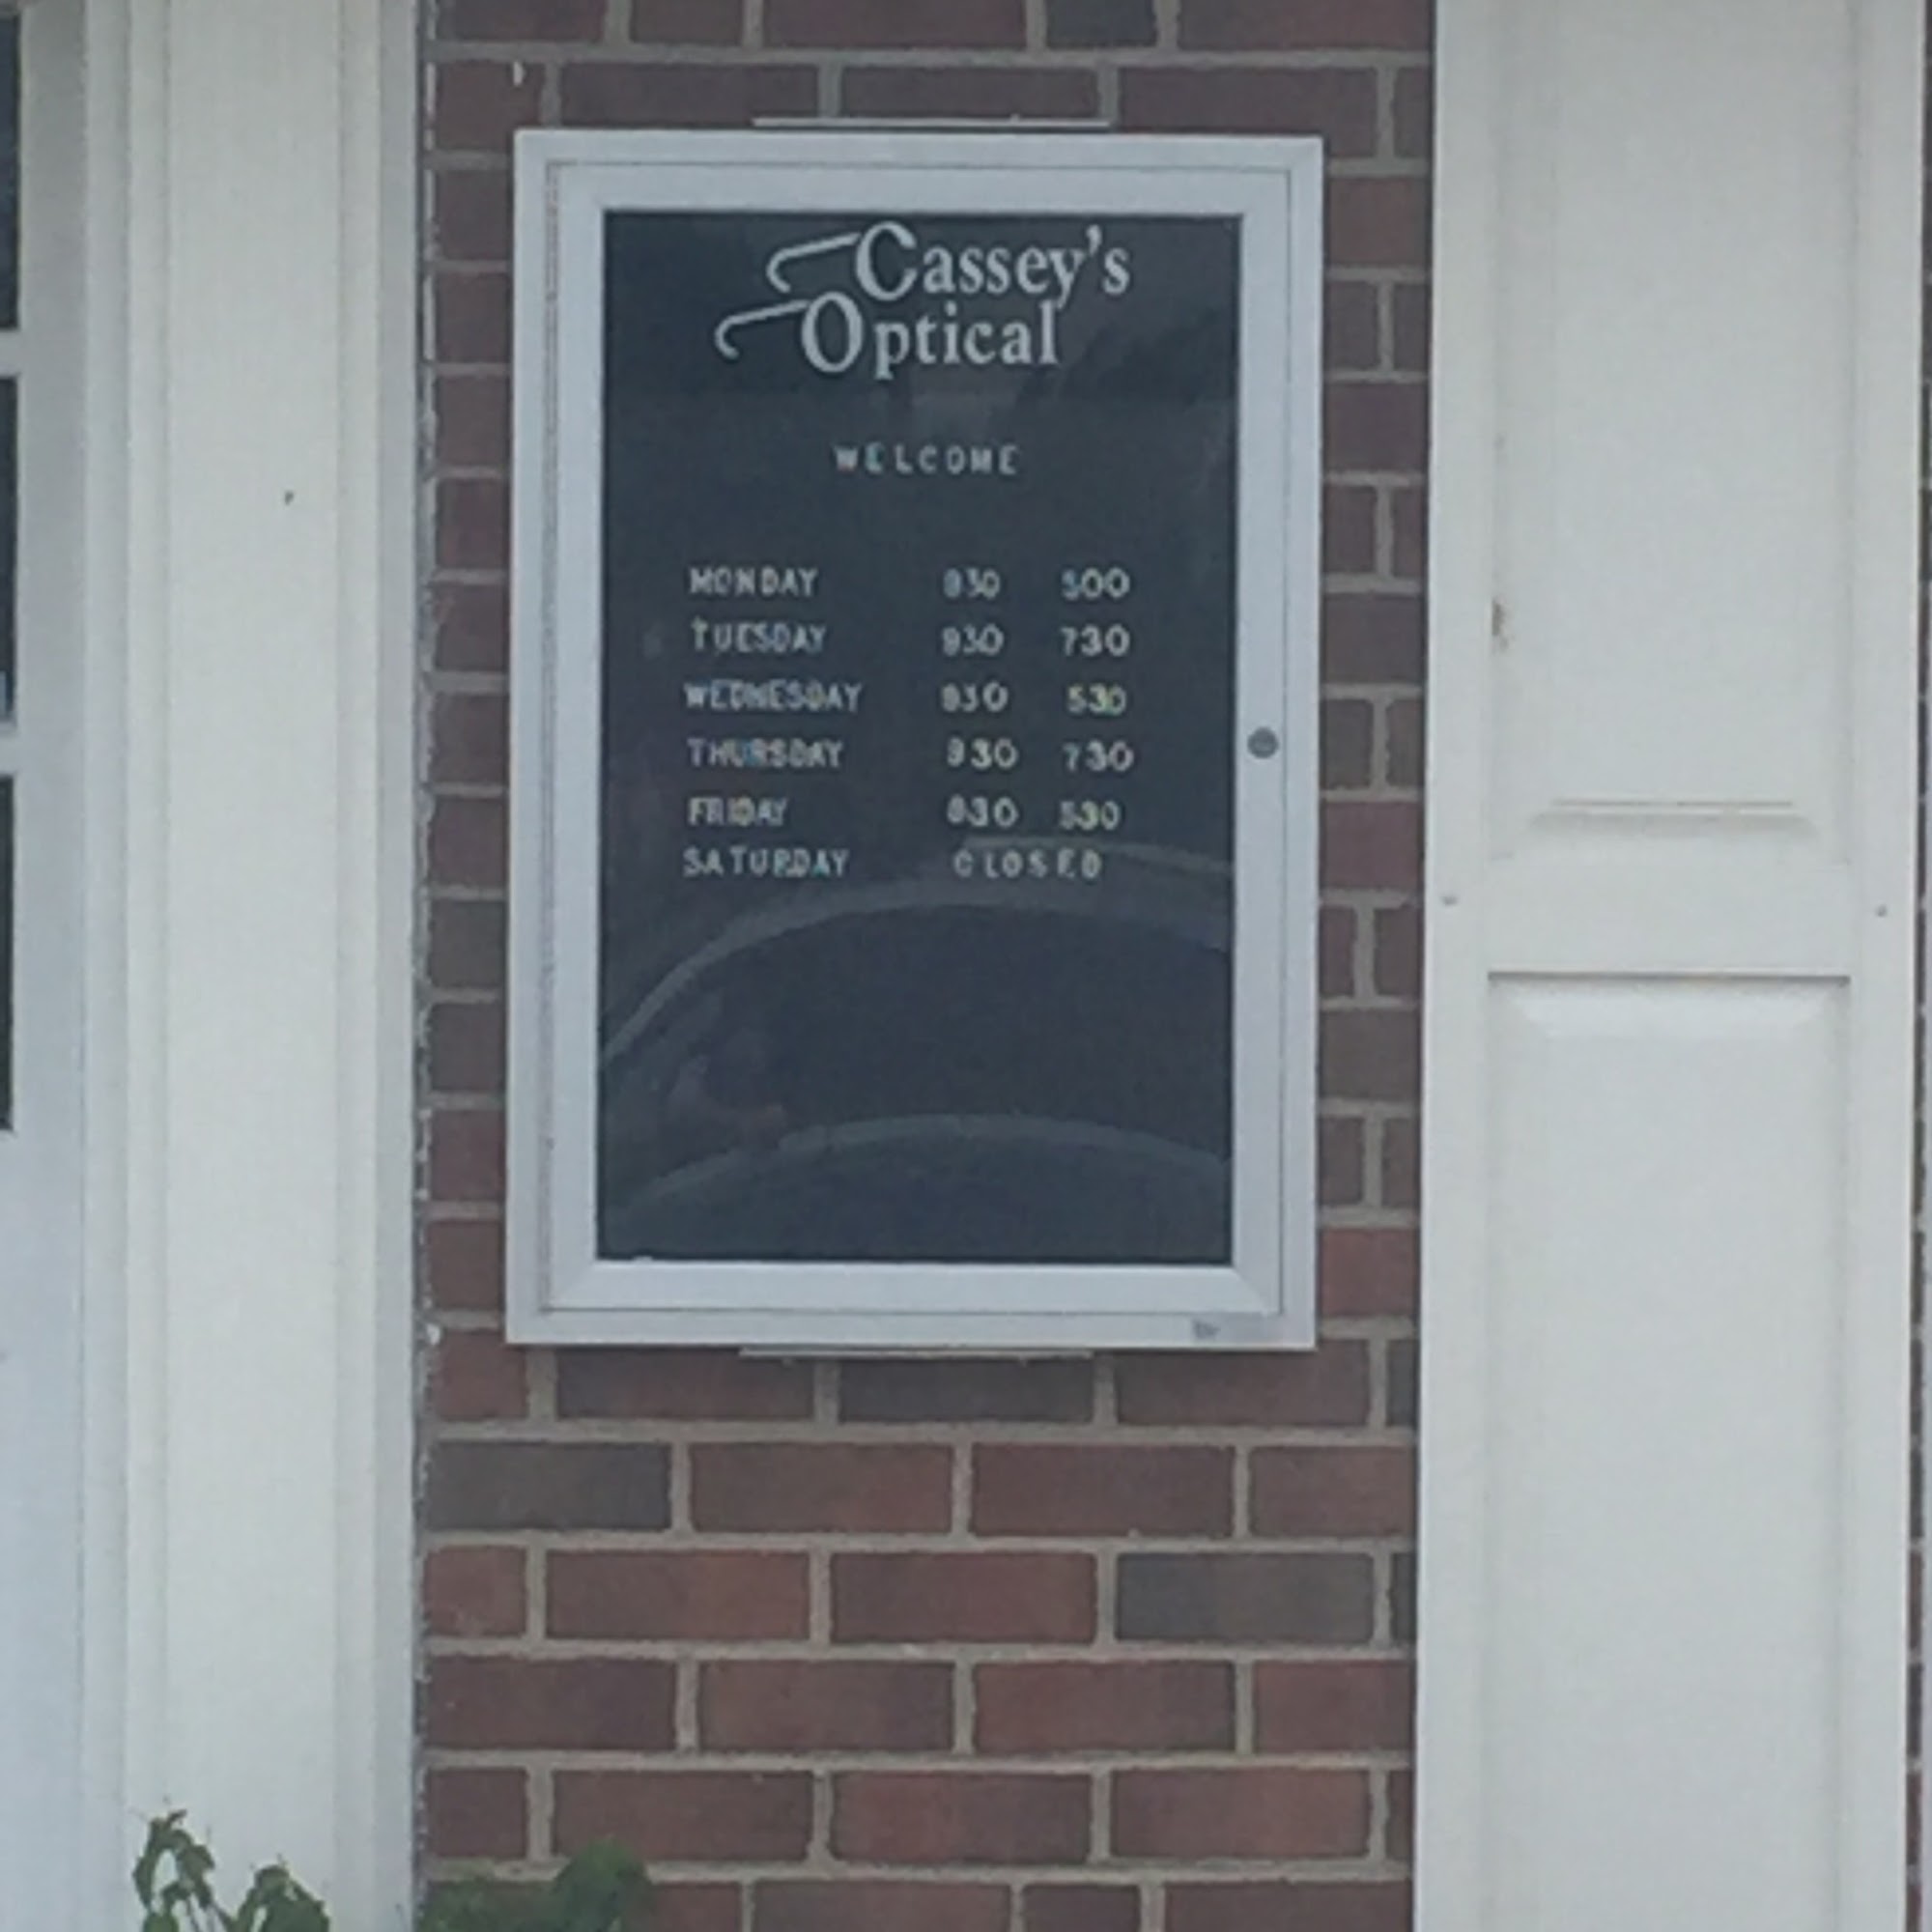 Cassey's
Optical
WELCOME
MONDAY 830 500
TUESDAY 930 730
WEDNESDAY 930 530
THURSDAY 930 730
FRIDAY 830 530
SATURDAY CLOSED